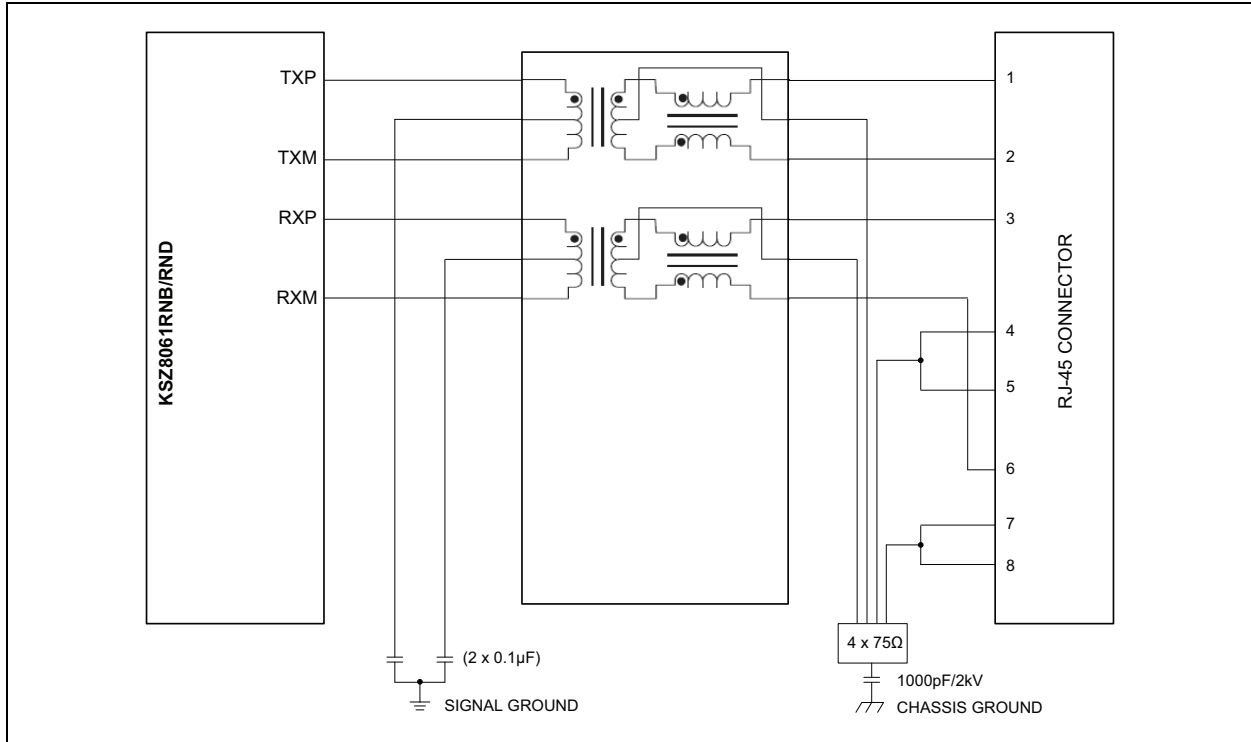 KSZ8061RNB/RND
TXP
TXM
RXP
RXM
1
2
3
4
5
6
7
8
RJ-45 CONNECTOR
(2 x 0.1µF)
SIGNAL GROUND
4 x 75Ω
1000pF/2kV
CHASSIS GROUND